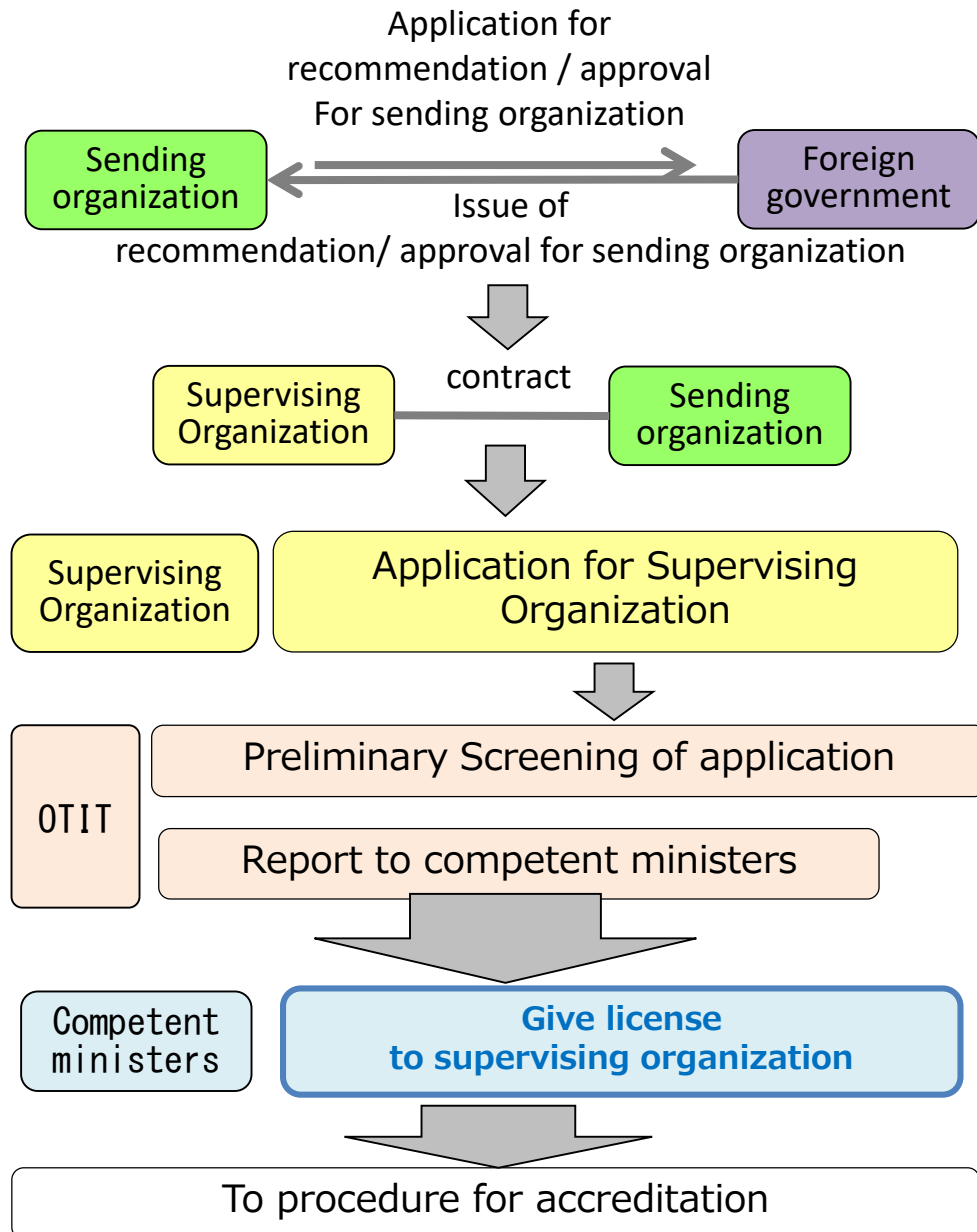 Application for
recommendation / approval
For sending organization
Sending
organization
Foreign
government
Issue of
recommendation/ approval for sending organization
Supervising
Organization
contract
Sending
organization
Supervising
Organization
Application for Supervising
Organization
OTIT
Preliminary Screening of application
Report to competent ministers
Competent
ministers
Give license
to supervising organization
To procedure for accreditation